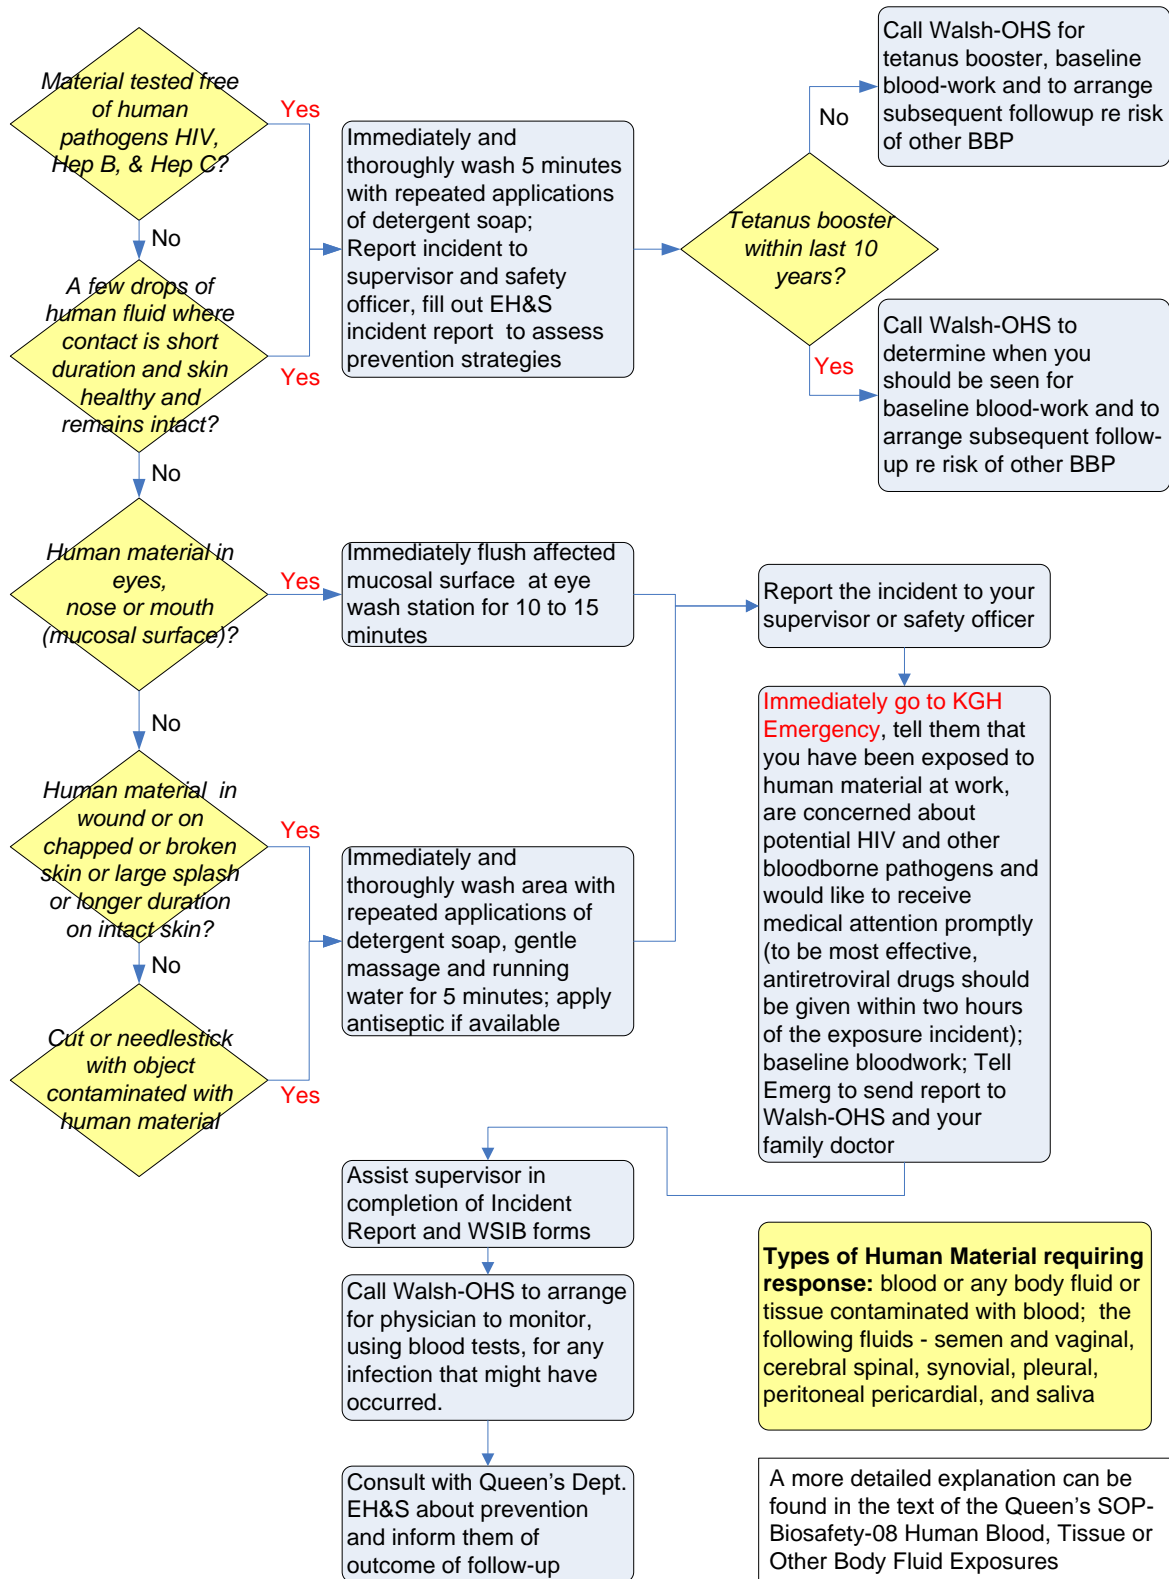 Material tested free
of human
pathogens HIV,
Hep B, & Hep C?
Yes
No
A few drops of
human fluid where
contact is short
duration and skin
healthy and
remains intact?
Yes
No
Immediately and
thoroughly wash 5 minutes
with repeated applications
of detergent soap;
Report incident to
supervisor and safety
officer, fill out EH&S
incident report to assess
prevention strategies
Tetanus booster
within last 10
years?
No
Call Walsh-OHS for
tetanus booster, baseline
blood-work and to arrange
subsequent followup re risk
of other BBP
Yes
Call Walsh-OHS to
determine when you
should be seen for
baseline blood-work and to
arrange subsequent follow-
up re risk of other BBP
Human material in
eyes,
nose or mouth
(mucosal surface)?
Yes
No
Immediately flush affected
mucosal surface at eye
wash station for 10 to 15
minutes
Human material in
wound or on
chapped or broken
skin or large splash
or longer duration
on intact skin?
Yes
No
Cut or needlestick
with object
contaminated with
human material
Yes
Immediately and
thoroughly wash area with
repeated applications of
detergent soap, gentle
massage and running
water for 5 minutes; apply
antiseptic if available
Report the incident to your
supervisor or safety officer
Immediately go to KGH
Emergency, tell them that
you have been exposed to
human material at work,
are concerned about
potential HIV and other
bloodborne pathogens and
would like to receive
medical attention promptly
(to be most effective,
antiretroviral drugs should
be given within two hours
of the exposure incident);
baseline bloodwork; Tell
Emerg to send report to
Walsh-OHS and your
family doctor
Assist supervisor in
completion of Incident
Report and WSIB forms
Call Walsh-OHS to arrange
for physician to monitor,
using blood tests, for any
infection that might have
occurred.
Consult with Queen's Dept.
EH&S about prevention
and inform them of
outcome of follow-up
Types of Human Material requiring
response: blood or any body fluid or
tissue contaminated with blood; the
following fluids - semen and vaginal,
cerebral spinal, synovial, pleural,
peritoneal pericardial, and saliva
A more detailed explanation can be
found in the text of the Queen's SOP-
Biosafety-08 Human Blood, Tissue or
Other Body Fluid Exposures